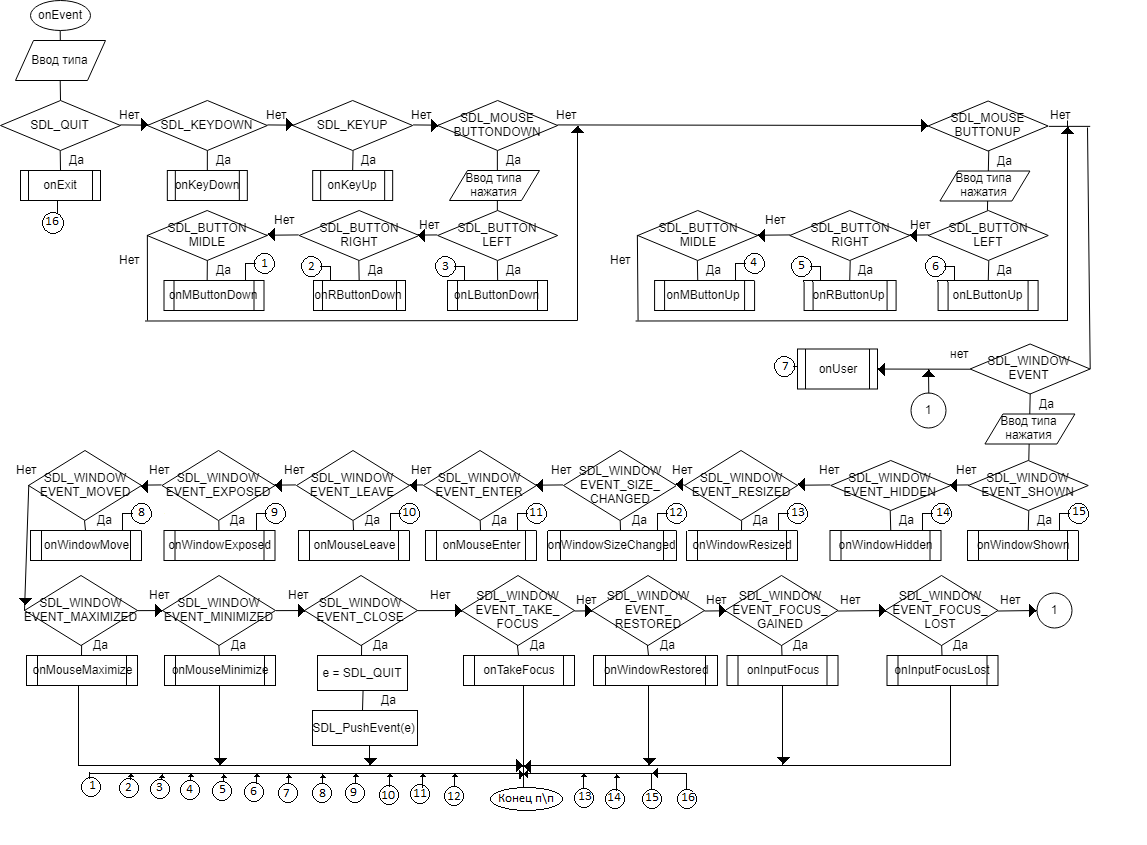 onEvent
Ввод типа
SDL_QUIT
Нет
SDL_KEYDOWN
Нет
SDL_KEYUP
Нет
SDL_MOUSE
BUTTONDOWN
Нет
SDL_MOUSE
BUTTONUP
Нет
Да
Да
Да
Да
Да
onExit
onKeyDown
onKeyUp
Ввод типа
нажатия
Ввод типа
нажатия
16
SDL_BUTTON
MIDLE
Нет
SDL_BUTTON
RIGHT
Нет
SDL_BUTTON
LEFT
SDL_BUTTON
MIDLE
Нет
SDL_BUTTON
RIGHT
Нет
SDL_BUTTON
LEFT
Нет
Да
1
2
Да
3
Да
Нет
Да
4
5
Да
6
Да
onMButtonDown
onRButtonDown
onLButtonDown
onMButtonUp
onRButtonUp
onLButtonUp
нет
SDL_WINDOW
EVENT
7
onUser
1
Да
Ввод типа
нажатия
Нет
SDL_WINDOW
EVENT_MOVED
Нет
SDL_WINDOW
EVENT_EXPOSED
Нет
SDL_WINDOW
EVENT_LEAVE
Нет
SDL_WINDOW
EVENT_ENTER
Нет
SDL_WINDOW
EVENT_SIZE_
CHANGED
Нет
SDL_WINDOW
EVENT_RESIZED
Нет
SDL_WINDOW
EVENT_HIDDEN
Нет
SDL_WINDOW
EVENT_SHOWN
Да
8
Да
9
Да
10
Да
11
Да
12
Да
13
Да
14
Да
15
onWindowMove
onWindowExposed
onMouseLeave
onMouseEnter
onWindowSizeChanged
onWindowResized
onWindowHidden
onWindowShown
SDL_WINDOW
EVENT_MAXIMIZED
Нет
SDL_WINDOW
EVENT_MINIMIZED
Нет
SDL_WINDOW
EVENT_CLOSE
Нет
SDL_WINDOW
EVENT_TAKE_
FOCUS
Нет
SDL_WINDOW
EVENT_
RESTORED
Нет
SDL_WINDOW
EVENT_FOCUS_
GAINED
Нет
SDL_WINDOW
EVENT_FOCUS_
LOST
Нет
1
Да
Да
Да
Да
Да
Да
Да
onMouseMaximize
onMouseMinimize
e = SDL_QUIT
onTakeFocus
onWindowRestored
onInputFocus
onInputFocusLost
Да
SDL_PushEvent(e)
1
2
3
4
5
6
7
8
9
10
11
12
Конец п\п
13
14
15
16